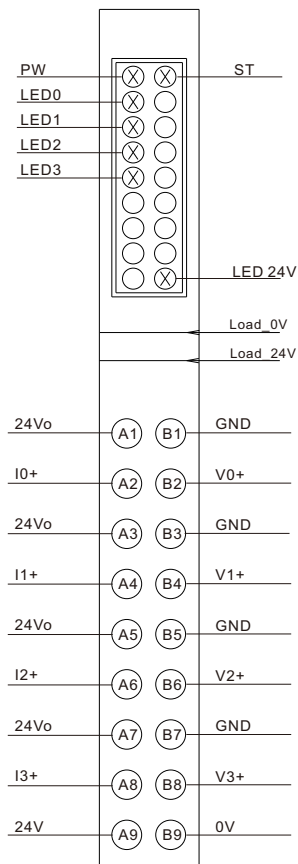 PW ST
LED0
LED1
LED2
LED3
LED 24V
Load_0V
Load_24V
24Vo A1 B1 GND
I0+ A2 B2 V0+
24Vo A3 B3 GND
I1+ A4 B4 V1+
24Vo A5 B5 GND
I2+ A6 B6 V2+
24Vo A7 B7 GND
I3+ A8 B8 V3+
24V A9 B9 0V